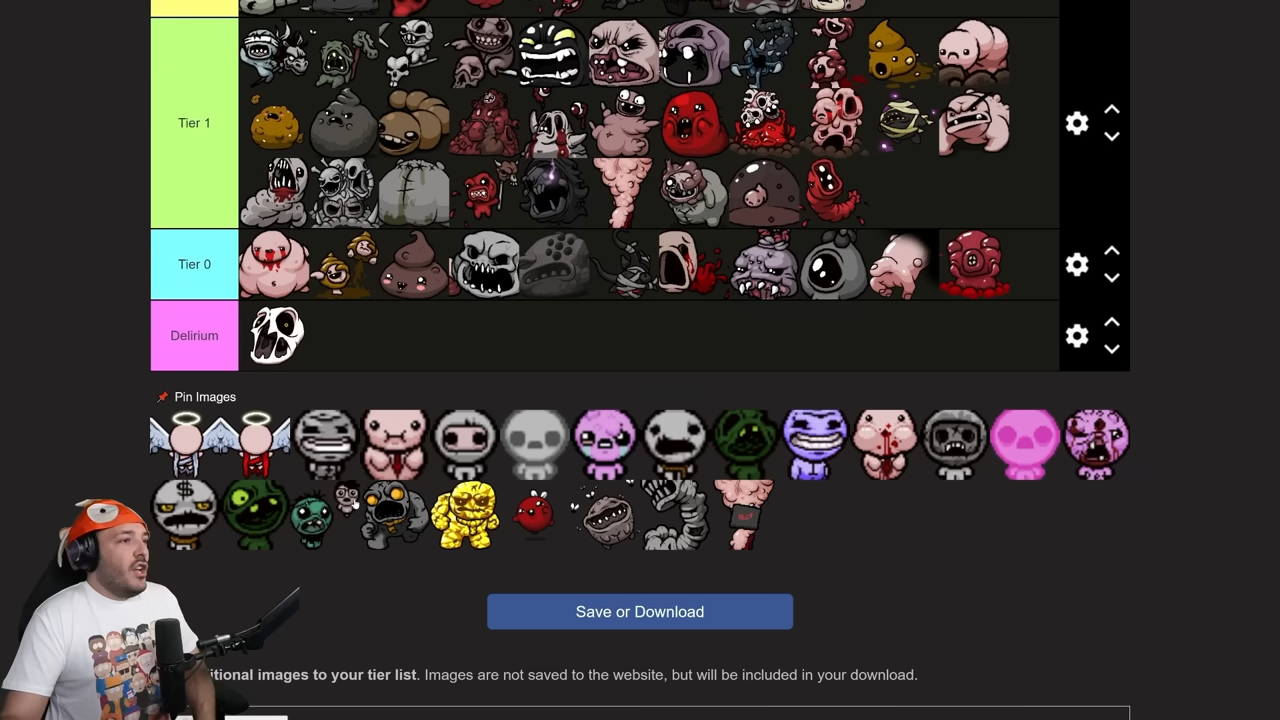 Tier 1
Tier 0
Delirium
Pin Images
Save or Download
itional images to your tier list. Images are not saved to the website, but will be included in your download.